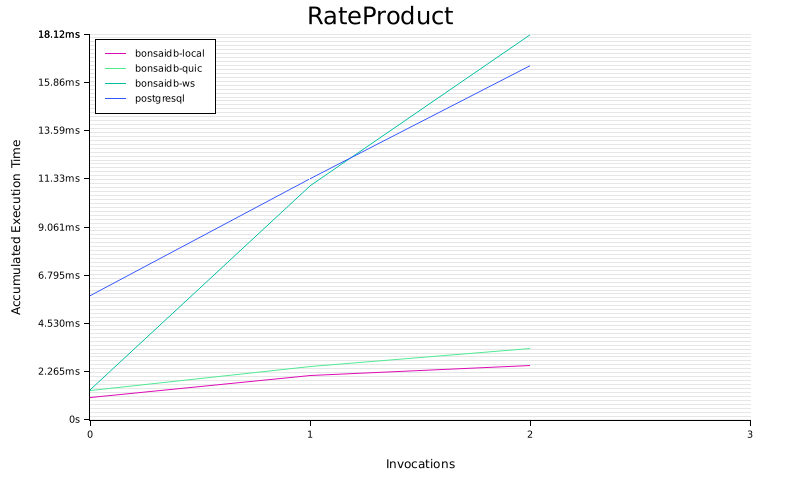 RateProduct
18.12ms
15.86ms
13.59ms
11.33ms
9.061ms
6.795ms
4.530ms
2.265ms
0s
bonsaidb-local
bonsaidb-quic
bonsaidb-ws
postgresql
Accumulated Execution Time
0 1 2 3
Invocations